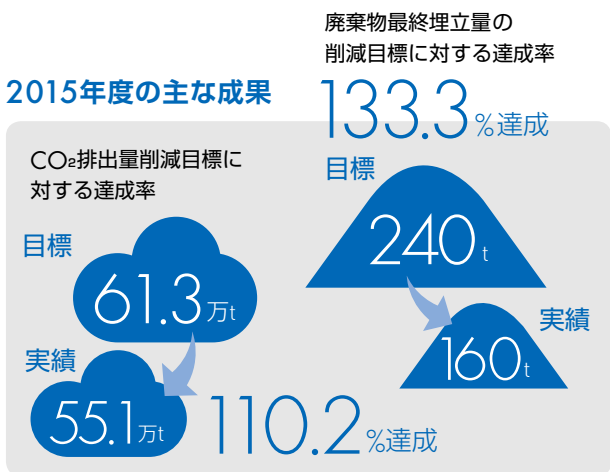 2015年度の主な成果
CO₂排出量削減目標に
対する達成率
目標
61.3万t
実績
55.1万t
110.2%達成
廃棄物最終埋立量の
削減目標に対する達成率
133.3%達成
目標
240t
実績
160t